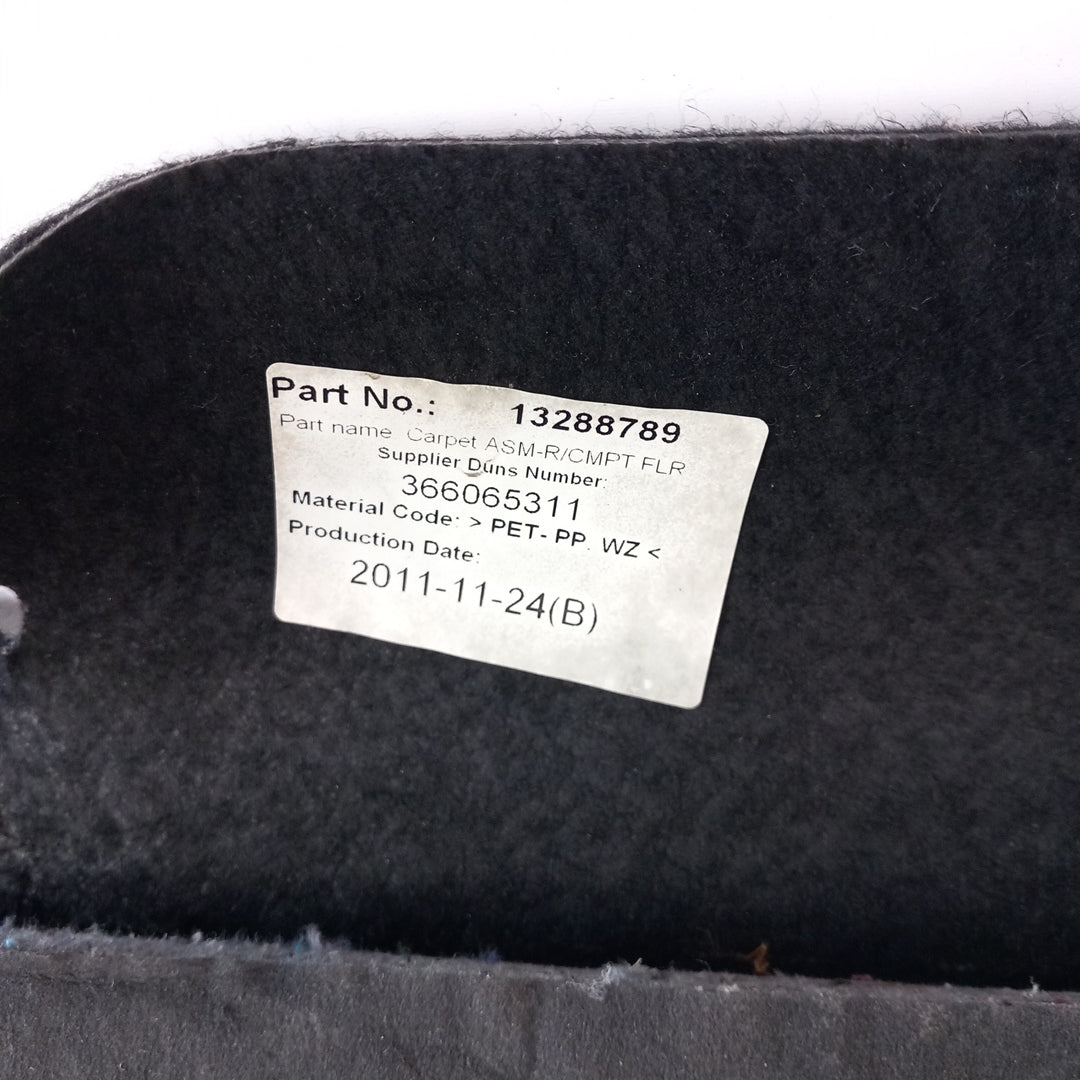 Part No.: 13288789
Part name Carpet ASM-R/CMPT FLR
Supplier Duns Number:
366065311
Material Code: > PET- PP. WZ <
Production Date:
2011-11-24(B)